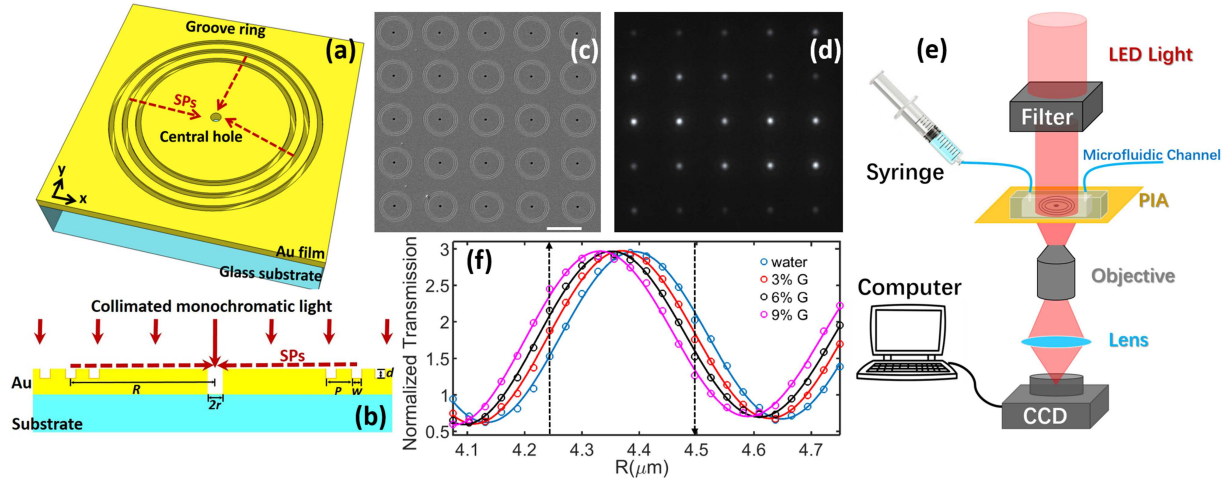 (a)
Groove ring
SPs
Central hole
y
x
Au film
Glass substrate
Collimated monochromatic light
SPs
Au
R
P
w
d
2r
Substrate
(b)
(c)
(d)
(f)
Normalized Transmission
3
2.5
2
1.5
1
0.5
water
3% G
6% G
9% G
4.1
4.2
4.3
4.4
4.5
4.6
4.7
R(μm)
(e)
LED Light
Filter
Syringe
Microfluidic Channel
PIA
Objective
Computer
Lens
CCD